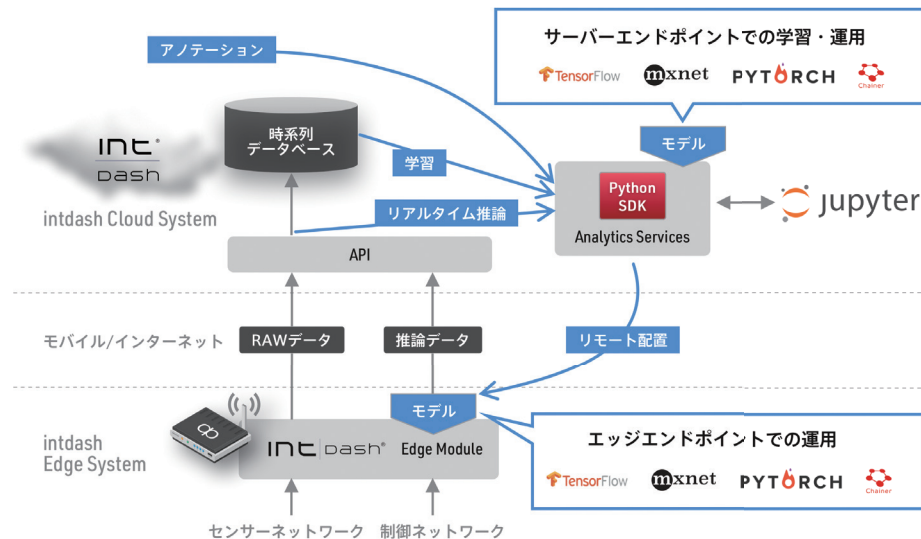 アノテーション
サーバーエンドポイントでの学習・運用
TensorFlow
mxnet
PYTORCH
Chainer
モデル
時系列
データベース
INT
DASH
intdash Cloud System
学習
リアルタイム推論
Python
SDK
Analytics Services
jupyter
API
モバイル/インターネット
RAWデータ
推論データ
リモート配置
モデル
intdash
Edge System
INT DASH
Edge Module
エッジエンドポイントでの運用
TensorFlow
mxnet
PYTORCH
Chainer
センサーネットワーク
制御ネットワーク